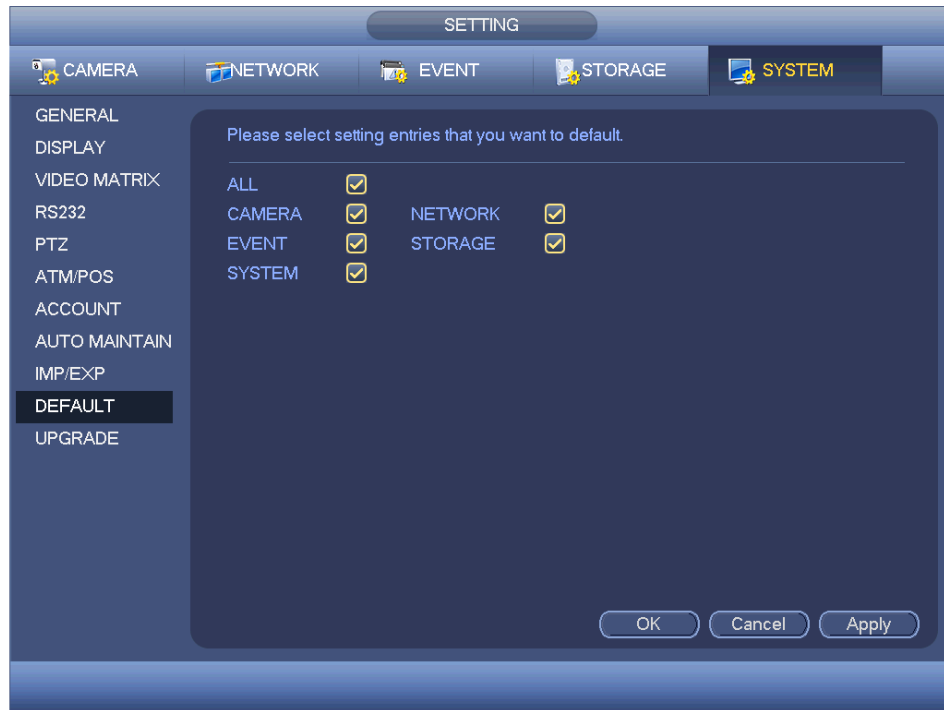 SETTING
CAMERA NETWORK EVENT STORAGE SYSTEM
GENERAL
DISPLAY
VIDEO MATRIX
RS232
PTZ
ATM/POS
ACCOUNT
AUTO MAINTAIN
IMP/EXP
DEFAULT
UPGRADE
Please select setting entries that you want to default.
ALL
CAMERA NETWORK
EVENT STORAGE
SYSTEM
OK Cancel Apply